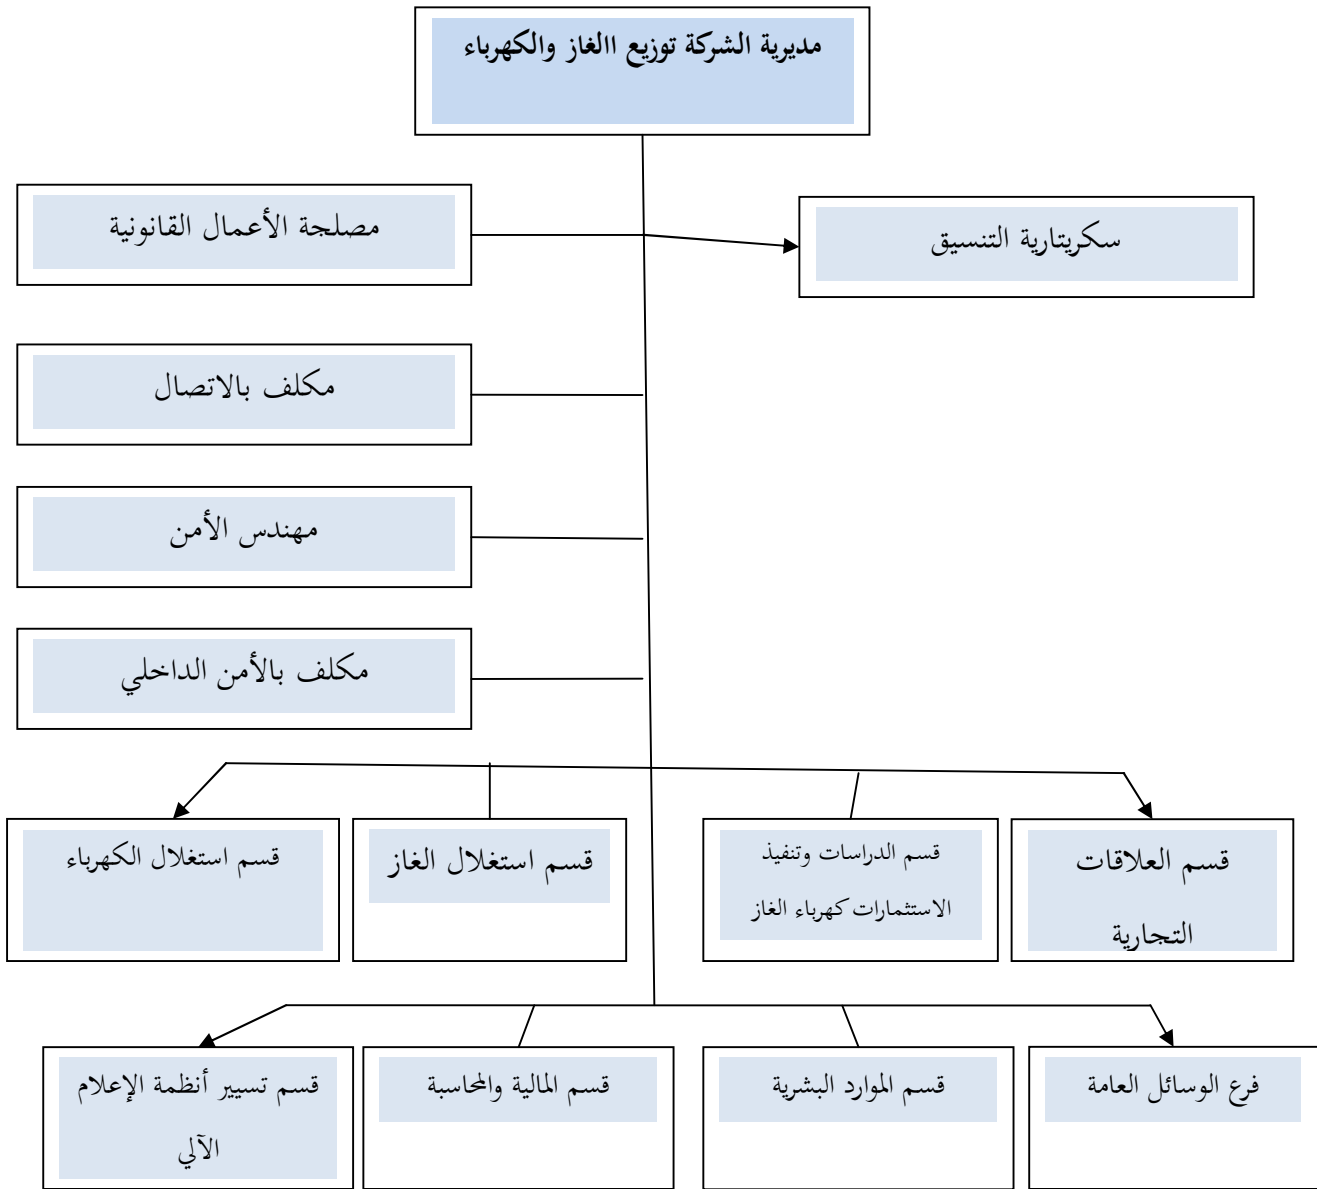 مديرية الشركة توزيع االغاز والكهرباء
سكريتارية التنسيق
مصلحة الأعمال القانونية
مكلف بالاتصال
مهندس الأمن
مكلف بالأمن الداخلي
قسم العلاقات
التجارية
قسم الدراسات وتنفيذ
الاستثمارات كهرباء الغاز
قسم استغلال الغاز
قسم استغلال الكهرباء
فرع الوسائل العامة
قسم الموارد البشرية
قسم المالية والمحاسبة
قسم تسيير أنظمة الإعلام
الآلي